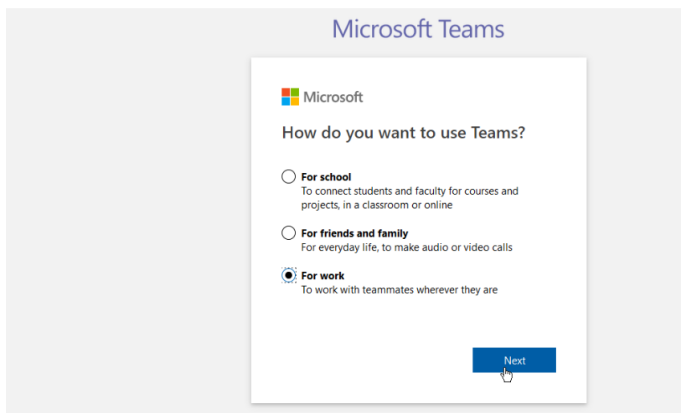 Microsoft Teams
Microsoft
How do you want to use Teams?
For school
To connect students and faculty for courses and
projects, in a classroom or online
For friends and family
For everyday life, to make audio or video calls
For work
To work with teammates wherever they are
Next